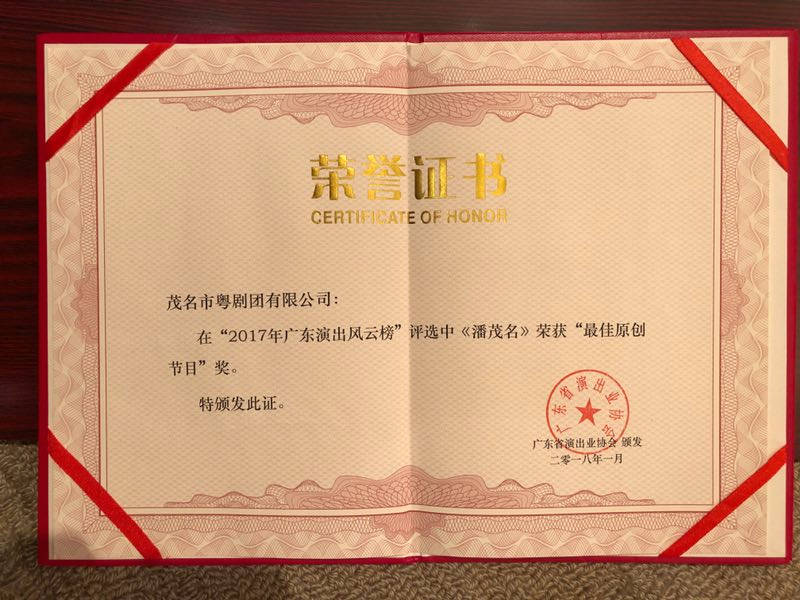 荣誉证书
CERTIFICATE OF HONOR
茂名市粤剧团有限公司：
在“2017年广东演出风云榜”评选中《潘茂名》荣获“最佳原创
节目”奖。
特颁发此证。
广东省演出业协会
广东省演出业协会 颁发
二零一八年一月